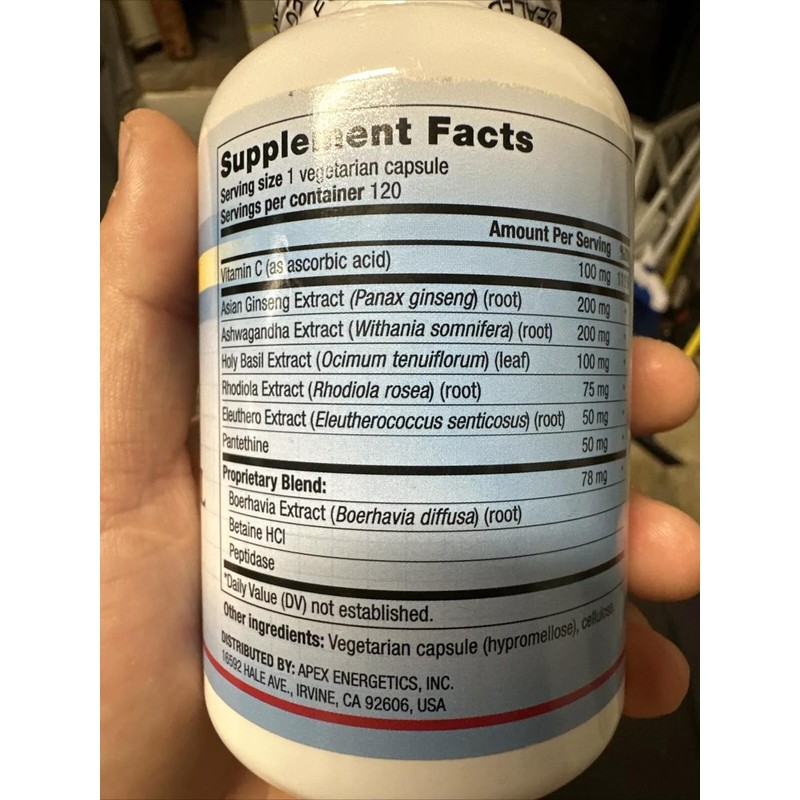 SEALED
Supplement Facts
Serving size 1 vegetarian capsule
Servings per container 120
Amount Per Serving
Vitamin C (as ascorbic acid) 100 mg
Asian Ginseng Extract (Panax ginseng) (root) 200 mg *
Ashwagandha Extract (Withania somnifera) (root) 200 mg *
Holy Basil Extract (Ocimum tenuiflorum) (leaf) 100 mg *
Rhodiola Extract (Rhodiola rosea) (root) 75 mg *
Eleuthero Extract (Eleutherococcus senticosus) (root) 50 mg *
Pantethine 50 mg *
Proprietary Blend: 78 mg *
Boerhavia Extract (Boerhavia diffusa) (root)
Betaine HCl
Peptidase
*Daily Value (DV) not established.
Other ingredients: Vegetarian capsule (hypromellose), cellulose,
DISTRIBUTED BY: APEX ENERGETICS, INC.
16592 HALE AVE., IRVINE, CA 92606, USA